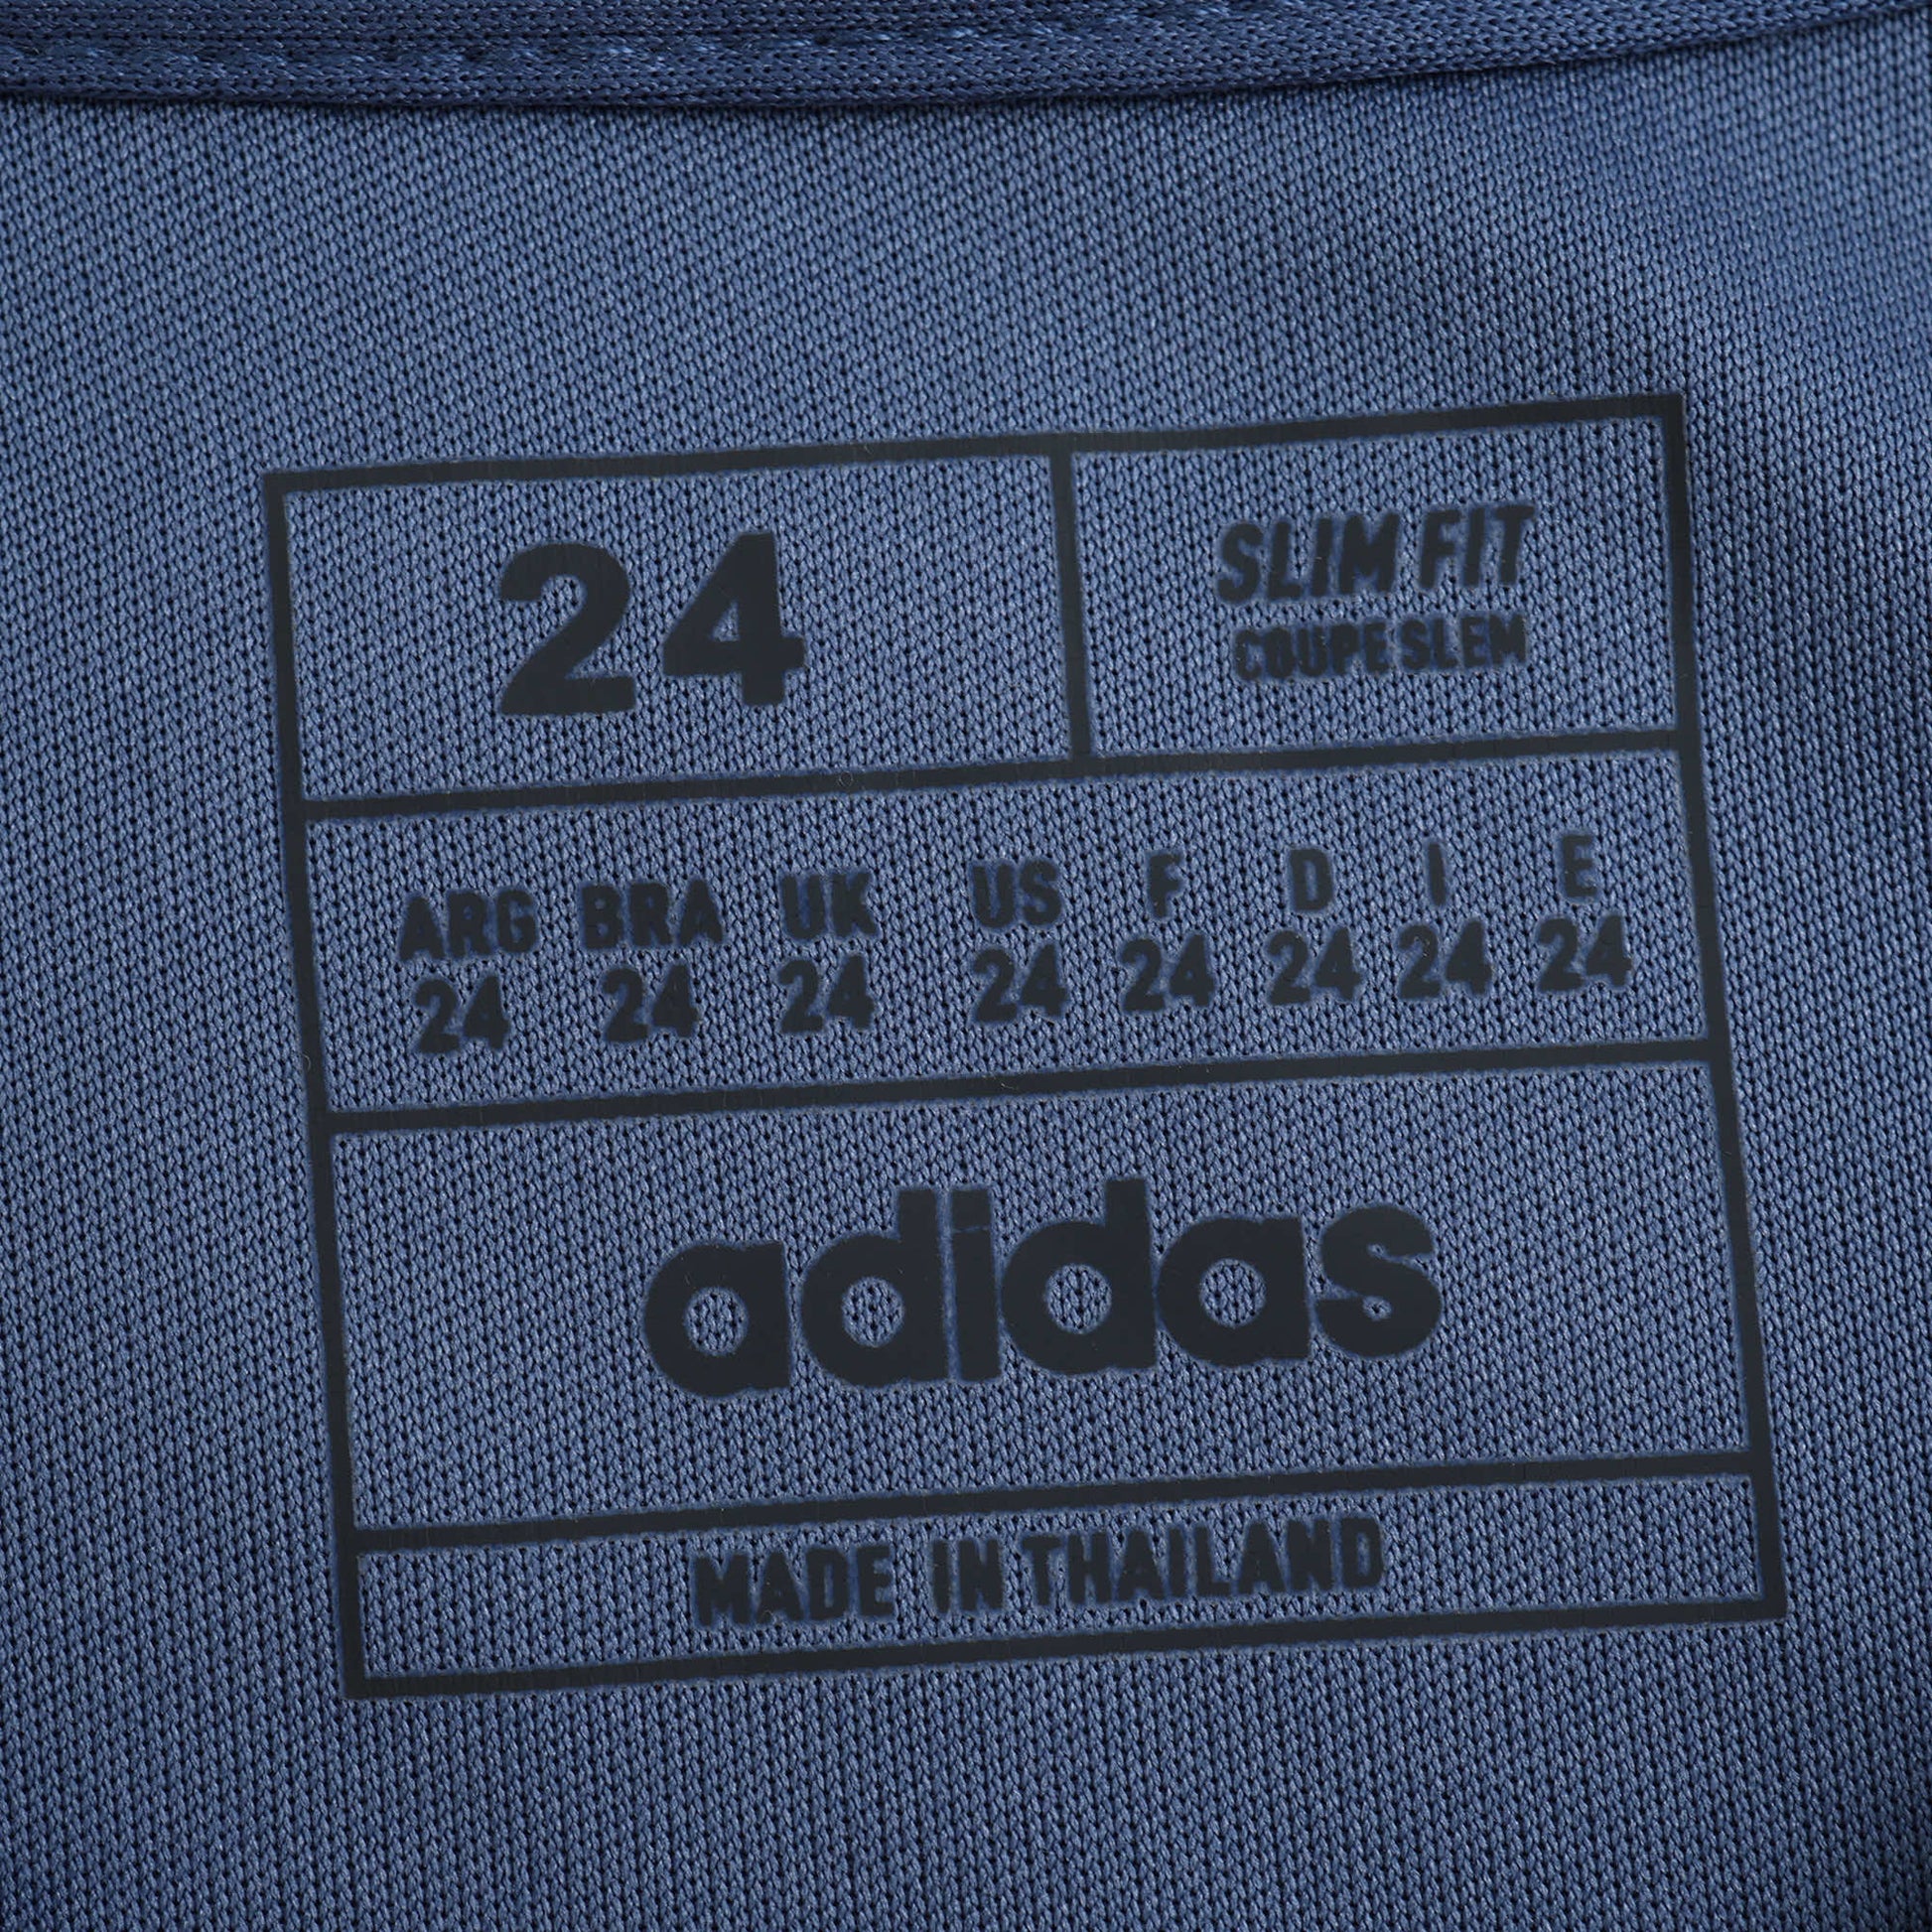 24
SLIM FIT
COUPE SLEM
ARG BRA UK US F D I E
24 24 24 24 24 24 24 24
adidas
MADE IN THAILAND